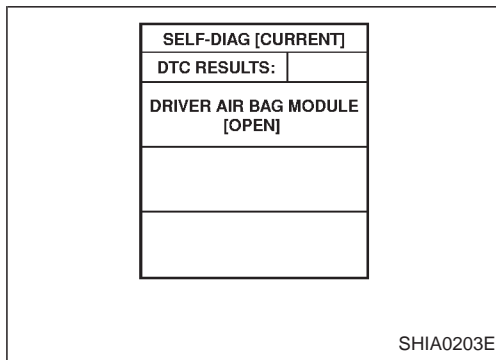 SELF-DIAG [CURRENT]
DTC RESULTS:
DRIVER AIR BAG MODULE
[OPEN]
SHIA0203E